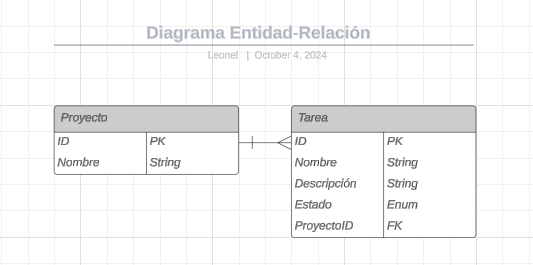 Diagrama Entidad-Relación
Leonel | October 4, 2024
Proyecto
ID PK
Nombre String
Tarea
ID PK
Nombre String
Descripción String
Estado Enum
ProyectoID FK